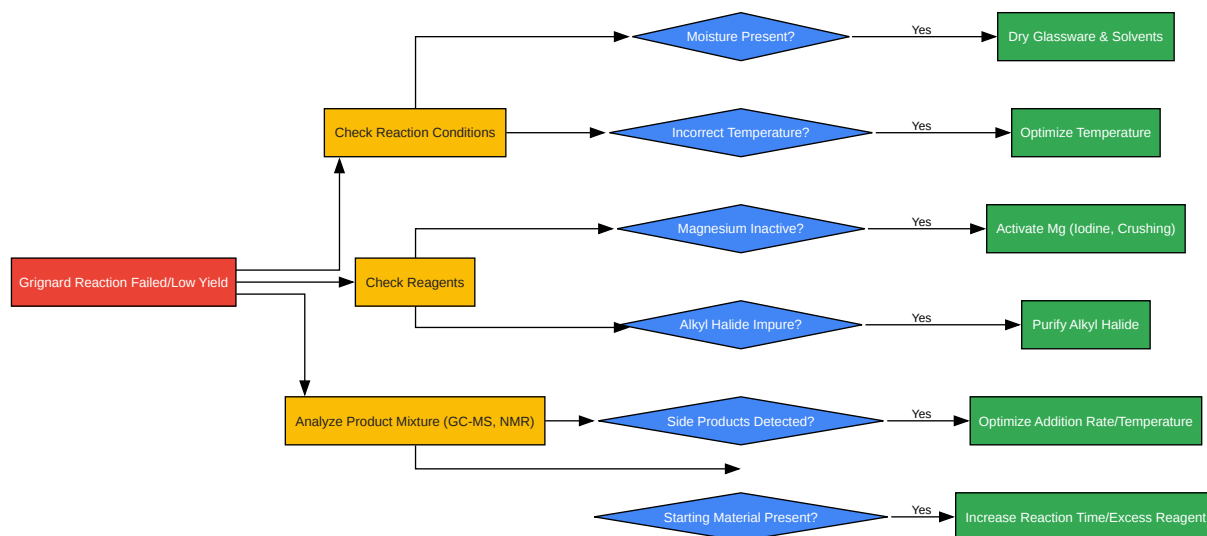 Moisture Present?
Yes
Dry Glassware & Solvents
Check Reaction Conditions
Incorrect Temperature?
Yes
Optimize Temperature
Magnesium Inactive?
Yes
Activate Mg (Iodine, Crushing)
Grignard Reaction Failed/Low Yield
Check Reagents
Alkyl Halide Impure?
Yes
Purify Alkyl Halide
Analyze Product Mixture (GC-MS, NMR)
Side Products Detected?
Yes
Optimize Addition Rate/Temperature
Starting Material Present?
Yes
Increase Reaction Time/Excess Reagent